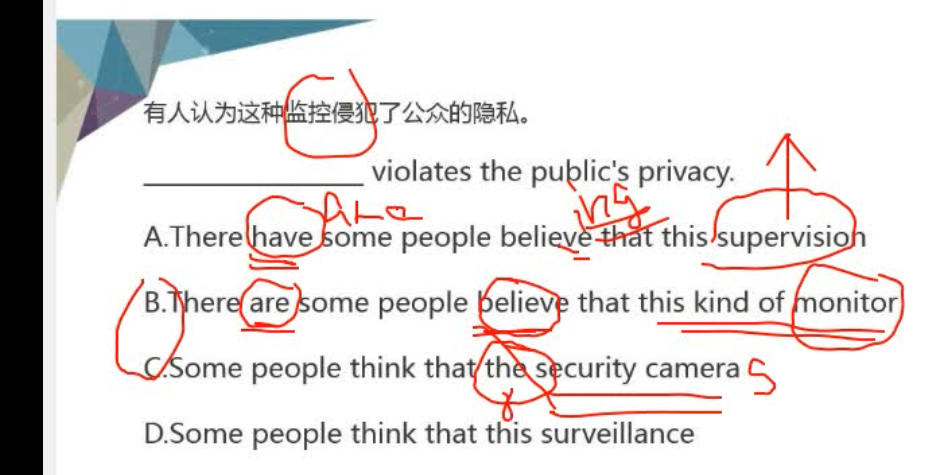 有人认为这种监控侵犯了公众的隐私。
____________________ violates the public's privacy.
Are ing
A.There have some people believe that this supervision
B.There are some people believe that this kind of monitor
C.Some people think that the security camera s
D.Some people think that this surveillance